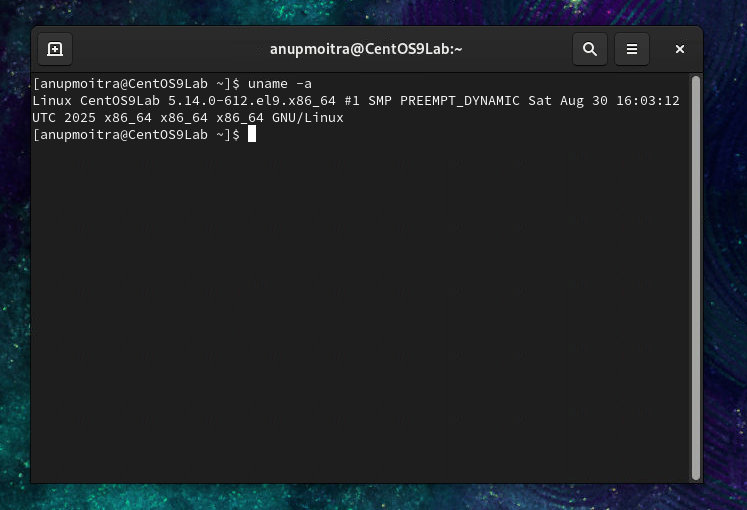 anupmoitra@CentOS9Lab:~
[anupmoitra@CentOS9Lab ~]$ uname -a
Linux CentOS9Lab 5.14.0-612.el9.x86_64 #1 SMP PREEMPT_DYNAMIC Sat Aug 30 16:03:12
UTC 2025 x86_64 x86_64 x86_64 GNU/Linux
[anupmoitra@CentOS9Lab ~]$